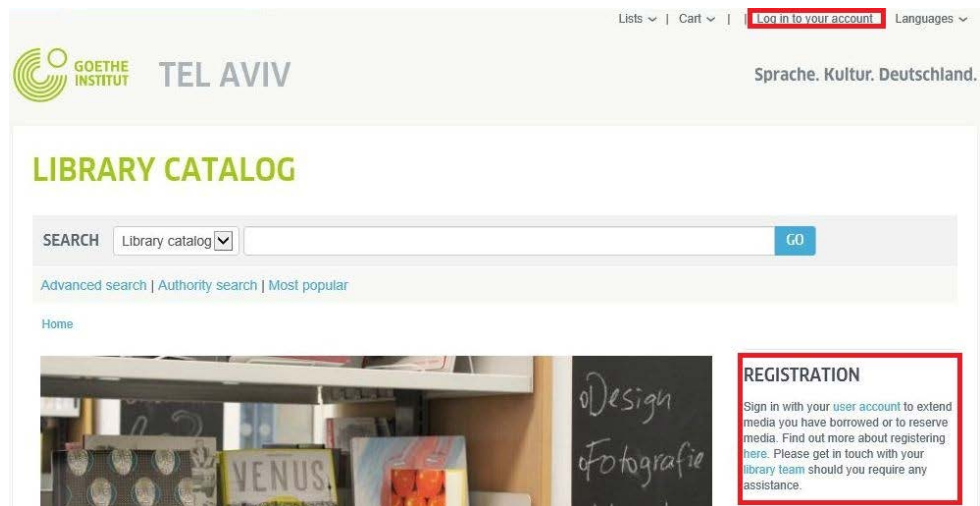 Lists | Cart | | Log in to your account Languages
GOETHE
INSTITUT
TEL AVIV
Sprache. Kultur. Deutschland.
LIBRARY CATALOG
SEARCH Library catalog GO
Advanced search | Authority search | Most popular
Home
VENUS
Design
Fotografie
REGISTRATION
Sign in with your user account to extend
media you have borrowed or to reserve
media. Find out more about registering
here. Please get in touch with your
library team should you require any
assistance.